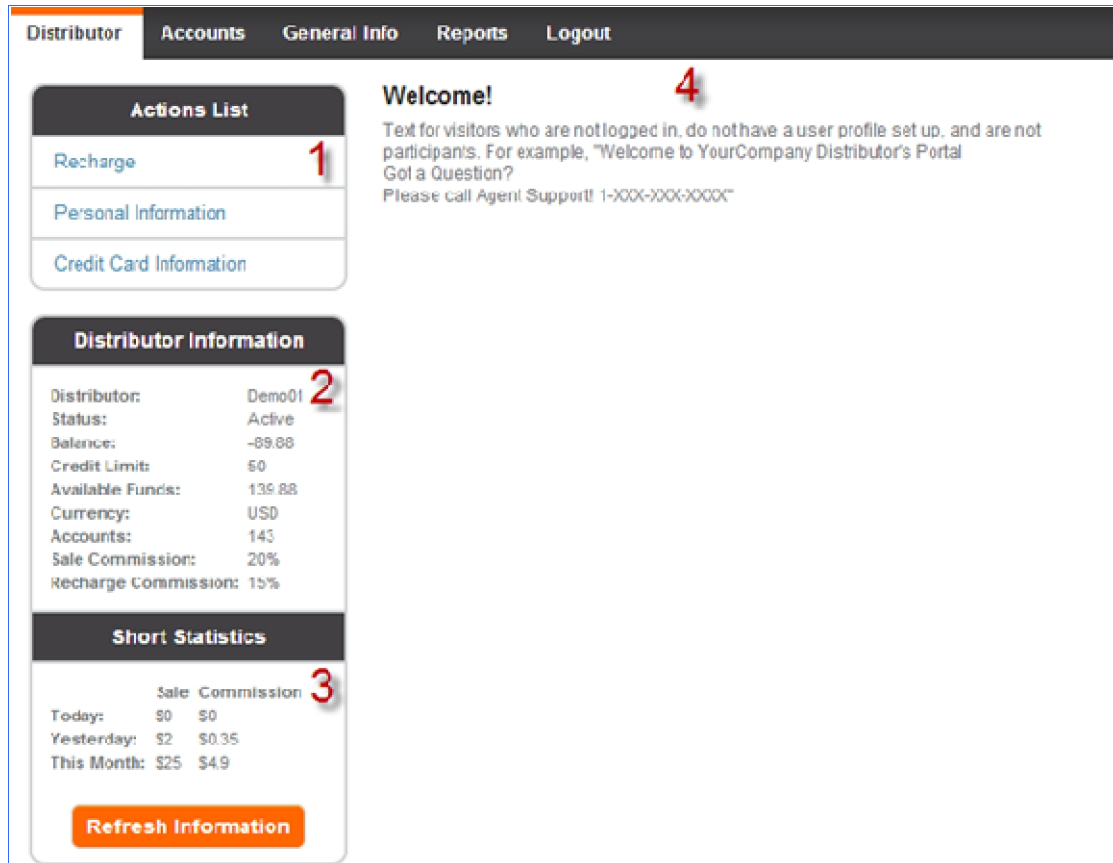 Distributor Accounts General Info Reports Logout
Actions List
Recharge 1
Personal Information
Credit Card Information
Distributor Information
2
Distributor: Demo01
Status: Active
Balance: -89.88
Credit Limit: 50
Available Funds: 139.88
Currency: USD
Accounts: 143
Sale Commission: 20%
Recharge Commission: 15%
Short Statistics
3
Sale Commission
Today: $0 $0
Yesterday: $2 $0.35
This Month: $25 $4.9
Refresh Information
4
Welcome!
Text for visitors who are not logged in, do not have a user profile set up, and are not
participants. For example, "Welcome to YourCompany Distributor's Portal
Got a Question?
Please call Agent Support! 1-XXX-XXX-XXXX"